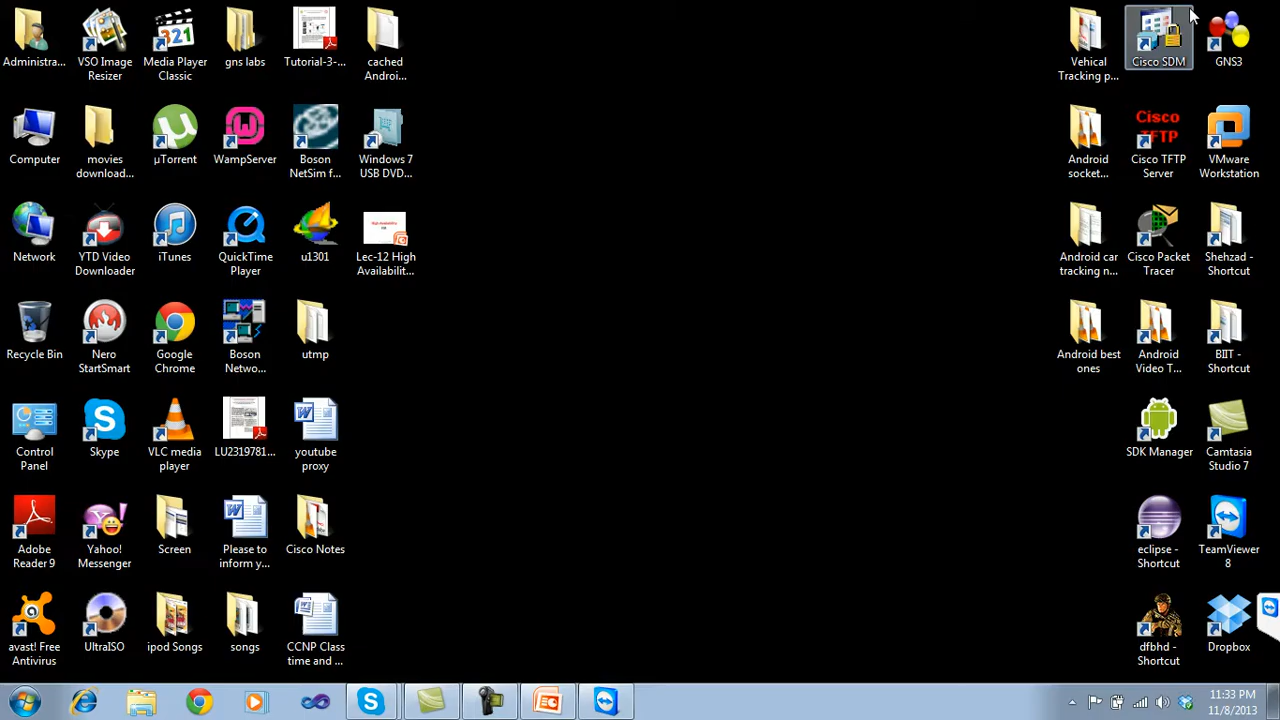 Administra...
VSO Image
Resizer
Media Player
Classic
321
gns labs
Tutorial-3-...
cached
Androi...
Vehical
Tracking p...
Cisco SDM
GNS3
Computer
movies
download...
µTorrent
WampServer
Boson
NetSim f...
Windows 7
USB DVD...
Android
socket...
Cisco
TFTP
Cisco TFTP
Server
VMware
Workstation
Network
YTD Video
Downloader
iTunes
QuickTime
Player
u1301
Lec-12 High
Availabilit...
Android car
tracking n...
Cisco Packet
Tracer
Shehzad -
Shortcut
Recycle Bin
Nero
StartSmart
Google
Chrome
Boson
Netwo...
utmp
Android best
ones
Android
Video T...
BIIT -
Shortcut
Control
Panel
Skype
VLC media
player
LU2319781...
youtube
proxy
SDK Manager
Camtasia
Studio 7
Adobe
Reader 9
Yahoo!
Messenger
Screen
Please to
inform y...
Cisco Notes
eclipse -
Shortcut
TeamViewer
8
avast! Free
Antivirus
UltraISO
ipod Songs
songs
CCNP Class
time and ...
dfbhd -
Shortcut
Dropbox
11:33 PM
11/8/2013